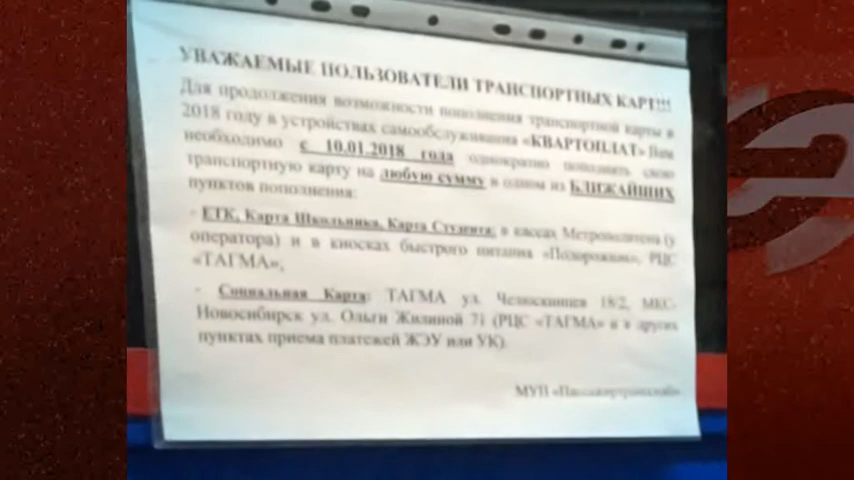 УВАЖАЕМЫЕ ПОЛЬЗОВАТЕЛИ ТРАНСПОРТНЫХ КАРТ!!!
Для продолжения возможности пополнения транспортной карты в
2018 году в устройствах самообслуживания «КВАРТОПЛАТ» Вам
необходимо с 10.01.2018 года однократно пополнить свою
транспортную карту на любую сумму в одном из БЛИЖАЙШИХ
пунктов пополнения:
- ЕТК, Карта Школьника, Карта Студента: в кассах Метрополитена (у
оператора) и в киосках быстрого питания «Подорожник», РЦС
«ТАГМА»,
- Социальная Карта: ТАГМА ул. Челюскинцев 18/2, МКС-
Новосибирск ул. Ольги Жилиной 71 (РЦС «ТАГМА» и в других
пунктах приема платежей ЖЭУ или УК).
МУП «Пассажиртрансснаб»